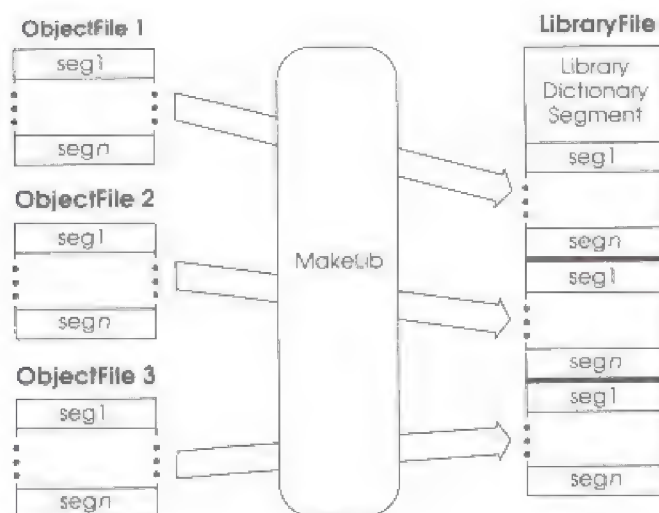 ObjectFile 1
seg1
segn
ObjectFile 2
seg1
segn
ObjectFile 3
seg1
segn
MakeLib
LibraryFile
Library
Dictionary
Segment
seg1
segn
seg1
segn
seg1
segn